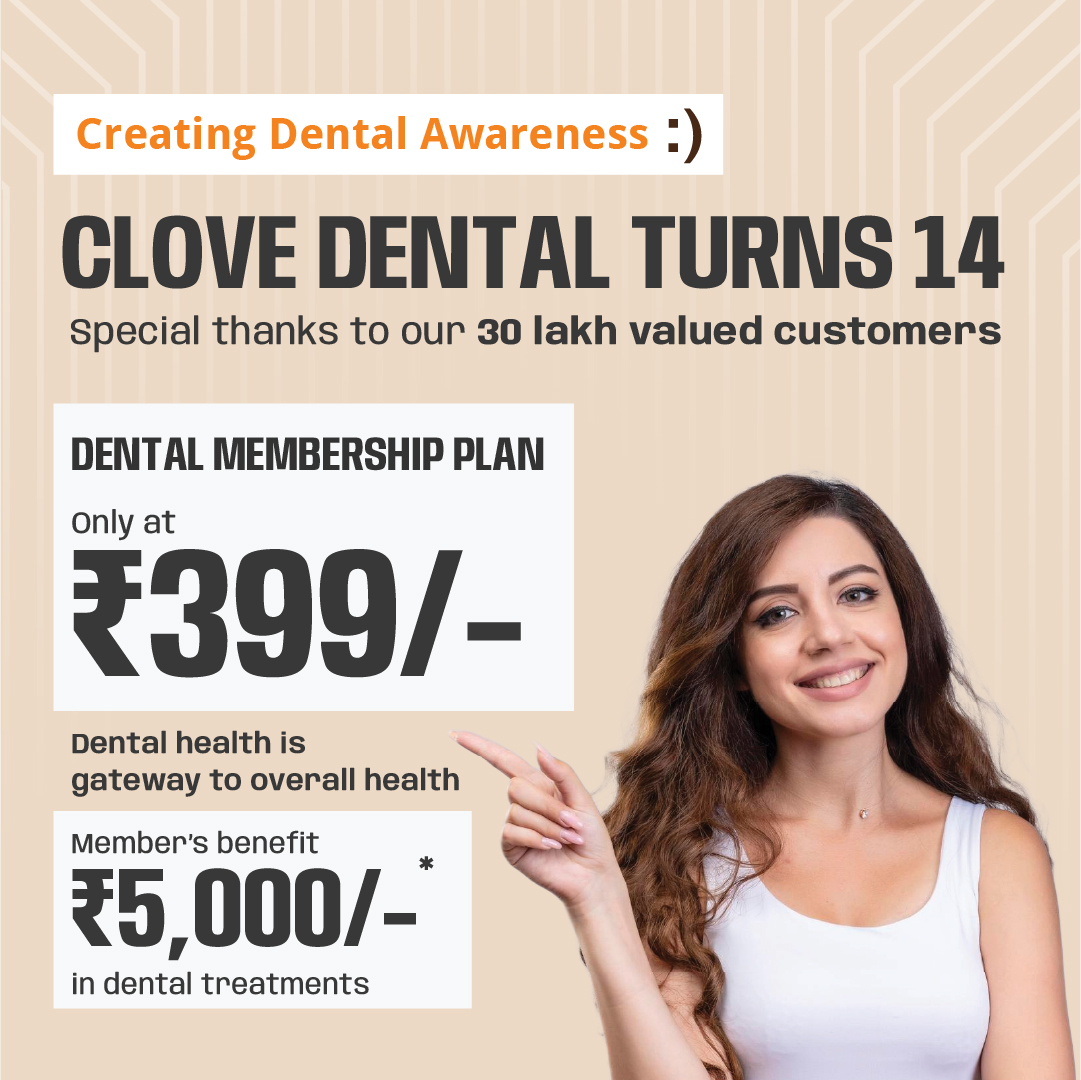 Creating Dental Awareness :)
CLOVE DENTAL TURNS 14
Special thanks to our 30 lakh valued customers
DENTAL MEMBERSHIP PLAN
Only at
₹399/-
Dental health is
gateway to overall health
Member's benefit
₹5,000/-*
in dental treatments